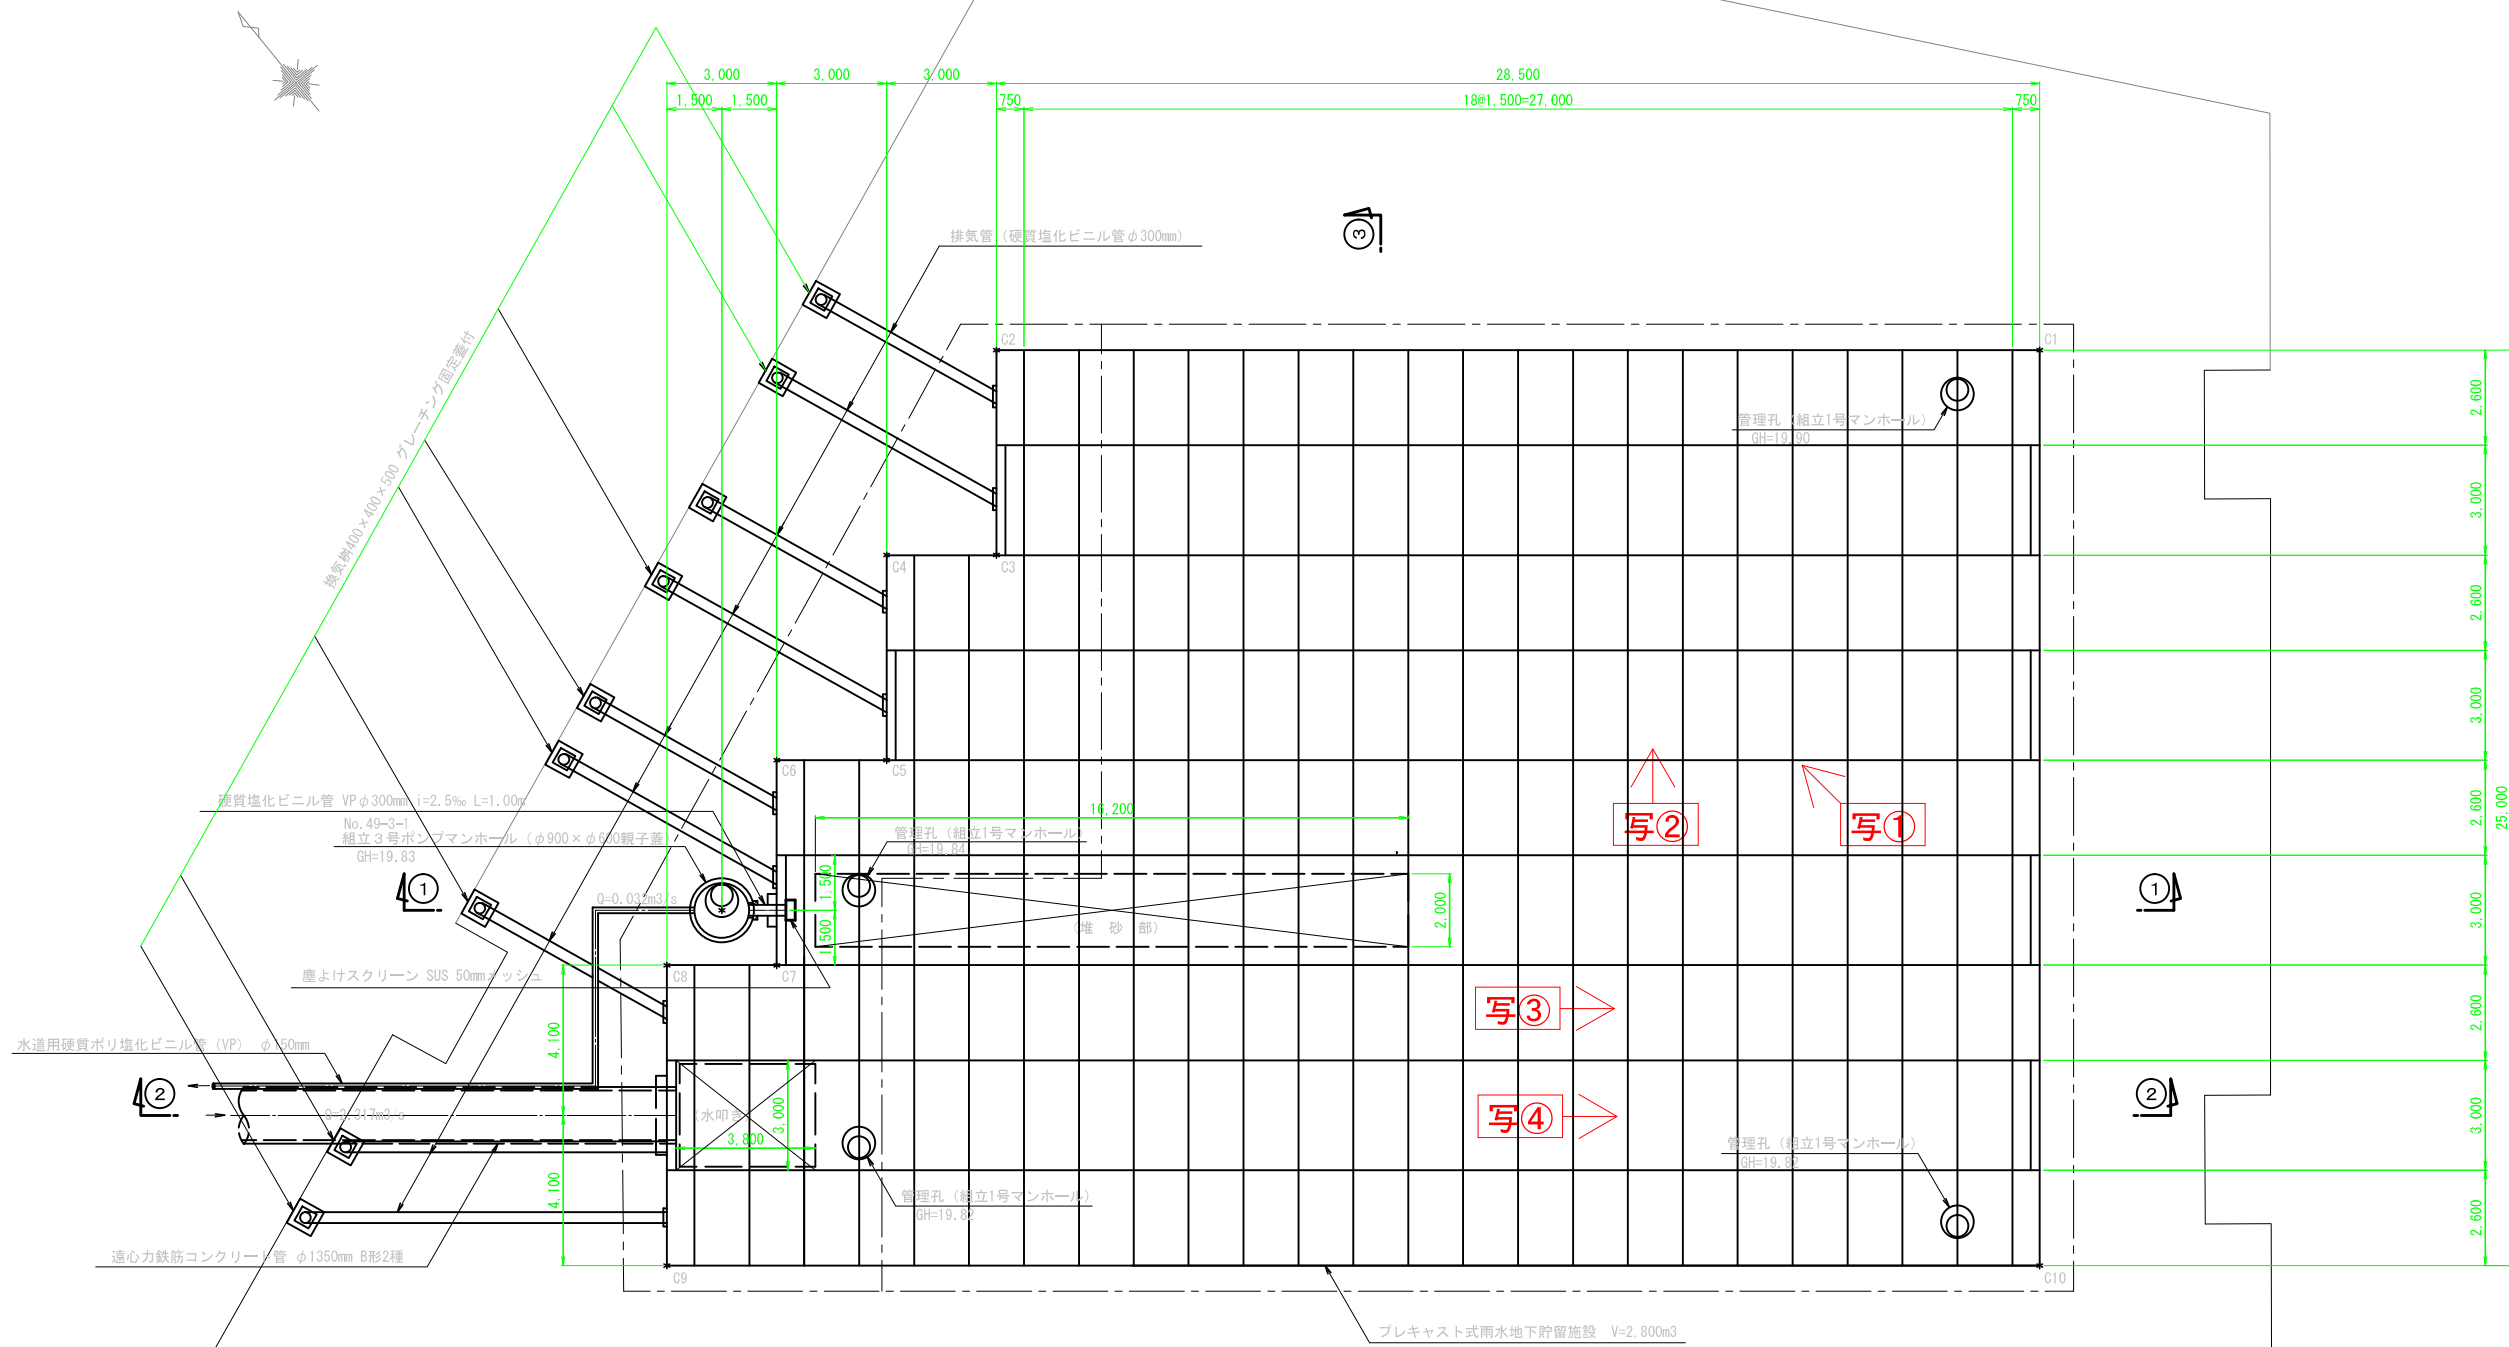 3,000
3,000
3,000
28,500
1,500
1,500
750
18@1,500=27,000
750
排気管（硬質塩化ビニル管φ300mm）
3
C2
C1
2,600
管理孔（組立1号マンホール）
GH=19.90
換気桝400×400×500 グレーチング固定蓋付
3,000
C4
C3
2,600
3,000
C6
C5
硬質塩化ビニル管 VPφ300mm i=2.5‰ L=1.00m
16,200
写②
写①
2,600
25,000
No.49-3-1
組立３号ポンプマンホール（φ900×φ600親子蓋）
GH=19.83
管理孔（組立1号マンホール）
GH=19.84
1
Q=0.032m3/s
1,500
1,500
（堆 砂 部）
2,000
1
3,000
塵よけスクリーン SUS 50mmメッシュ
C8
C7
写③
2,600
水道用硬質ポリ塩化ビニル管（VP） φ150mm
4,100
2
Q=2.317m3/s
（水叩き
3,000
3,800
写④
2
3,000
管理孔（組立1号マンホール）
GH=19.82
4,100
管理孔（組立1号マンホール）
GH=19.82
2,600
遠心力鉄筋コンクリート管 φ1350mm B形2種
C9
C10
プレキャスト式雨水地下貯留施設 V=2,800m3